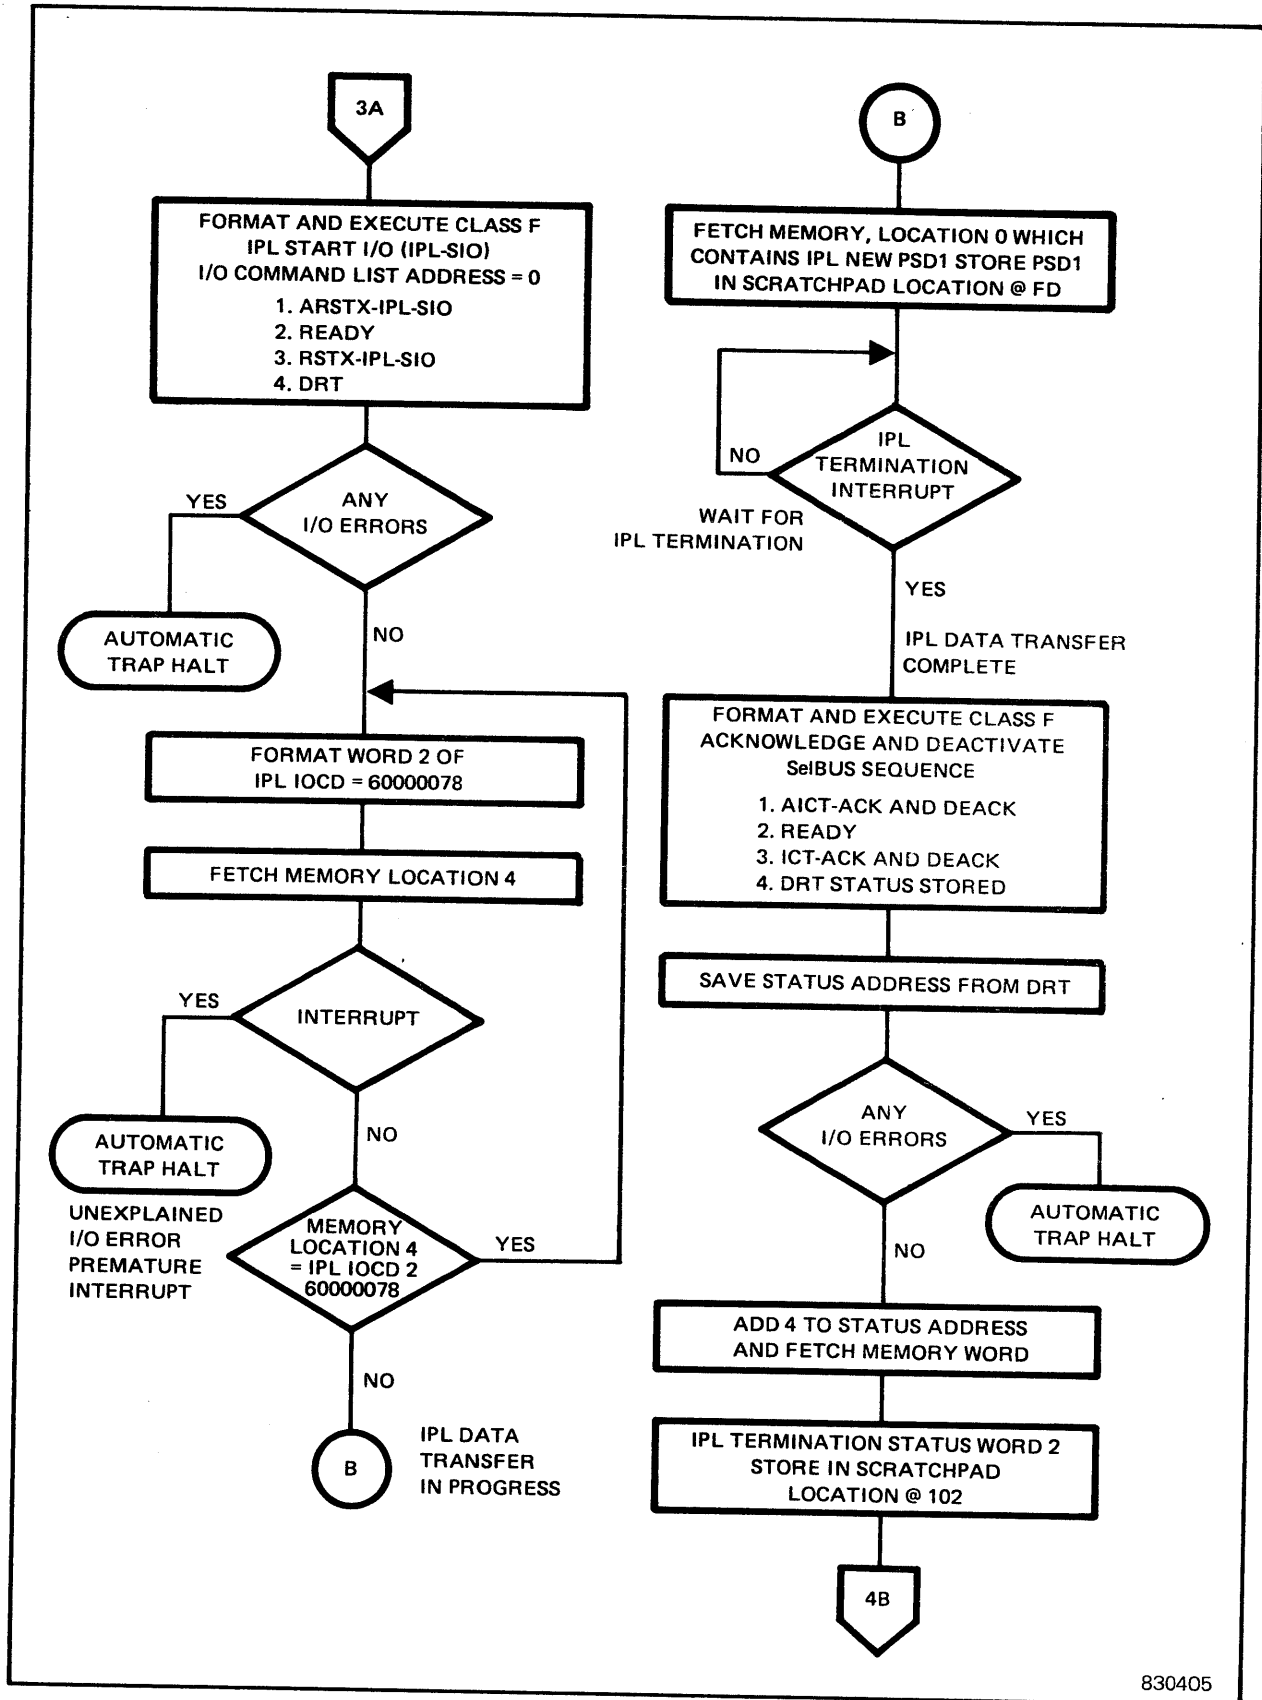 3A
FORMAT AND EXECUTE CLASS F
IPL START I/O (IPL-SIO)
I/O COMMAND LIST ADDRESS = 0
1. ARSTX-IPL-SIO
2. READY
3. RSTX-IPL-SIO
4. DRT
ANY
I/O ERRORS
YES
AUTOMATIC
TRAP HALT
NO
FORMAT WORD 2 OF
IPL IOCD = 60000078
FETCH MEMORY LOCATION 4
INTERRUPT
YES
AUTOMATIC
TRAP HALT
UNEXPLAINED
I/O ERROR
PREMATURE
INTERRUPT
NO
MEMORY
LOCATION 4
= IPL IOCD 2
60000078
YES
NO
B
IPL DATA
TRANSFER
IN PROGRESS
B
FETCH MEMORY, LOCATION 0 WHICH
CONTAINS IPL NEW PSD1 STORE PSD1
IN SCRATCHPAD LOCATION @ FD
IPL
TERMINATION
INTERRUPT
NO
WAIT FOR
IPL TERMINATION
YES
IPL DATA TRANSFER
COMPLETE
FORMAT AND EXECUTE CLASS F
ACKNOWLEDGE AND DEACTIVATE
SelBUS SEQUENCE
1. AICT-ACK AND DEACK
2. READY
3. ICT-ACK AND DEACK
4. DRT STATUS STORED
SAVE STATUS ADDRESS FROM DRT
ANY
I/O ERRORS
YES
AUTOMATIC
TRAP HALT
NO
ADD 4 TO STATUS ADDRESS
AND FETCH MEMORY WORD
IPL TERMINATION STATUS WORD 2
STORE IN SCRATCHPAD
LOCATION @ 102
4B
830405